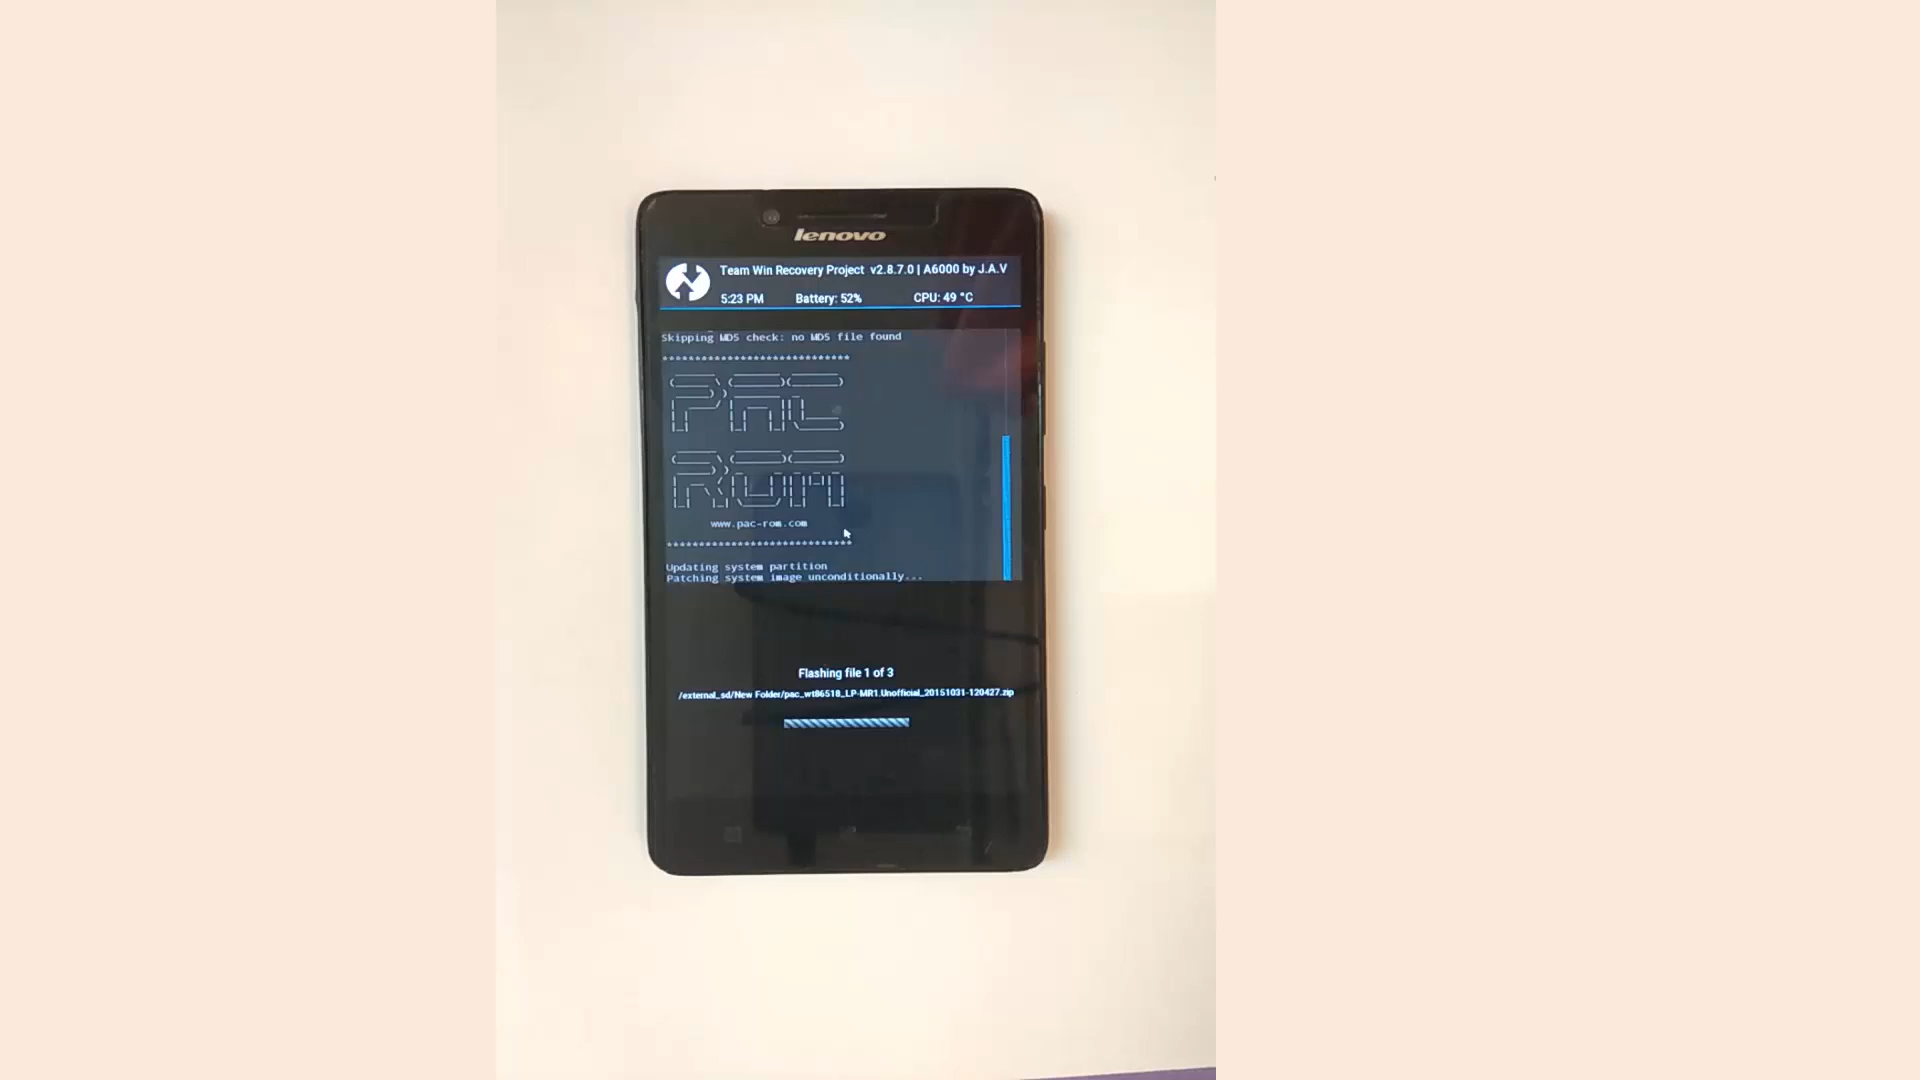 lenovo
Team Win Recovery Project v2.8.7.0 | A6000 by J.A.V
5:23 PM Battery: 52% CPU: 49 °C
Skipping MD5 check: no MD5 file found
****************************
PAC
ROM
www.pac-rom.com
****************************
Updating system partition
Patching system image unconditionally...
Flashing file 1 of 3
/external_sd/New Folder/pac_wt86518_LP-MR1.Unofficial_20151031-120427.zip